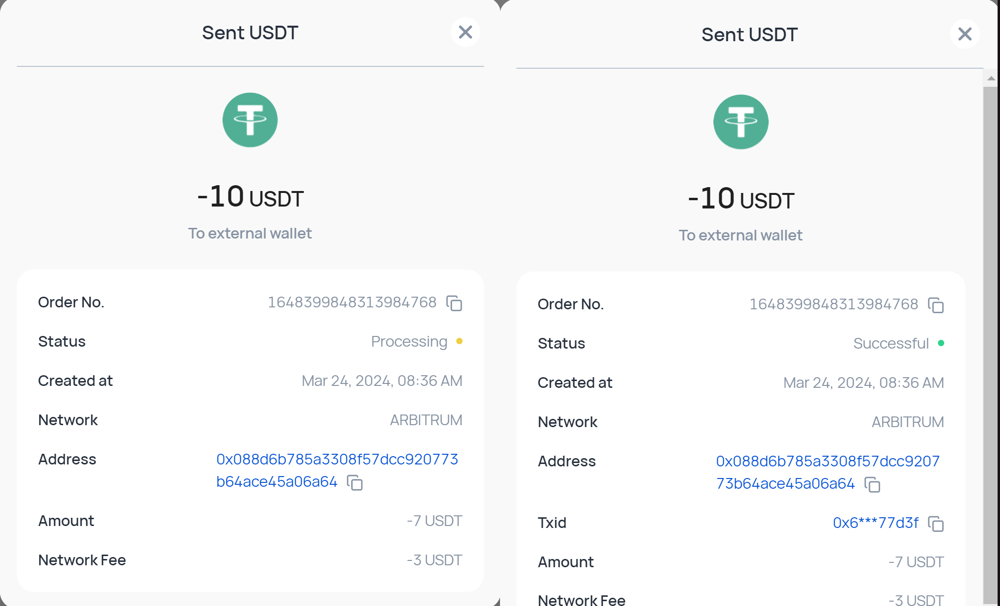 Sent USDT
-10 USDT
To external wallet
Order No. 1648399848313984768
Status Processing
Created at Mar 24, 2024, 08:36 AM
Network ARBITRUM
Address 0x088d6b785a3308f57dcc920773
b64ace45a06a64
Amount -7 USDT
Network Fee -3 USDT
Sent USDT
-10 USDT
To external wallet
Order No. 1648399848313984768
Status Successful
Created at Mar 24, 2024, 08:36 AM
Network ARBITRUM
Address 0x088d6b785a3308f57dcc9207
73b64ace45a06a64
Txid 0x6***77d3f
Amount -7 USDT
Network Fee -3 USDT